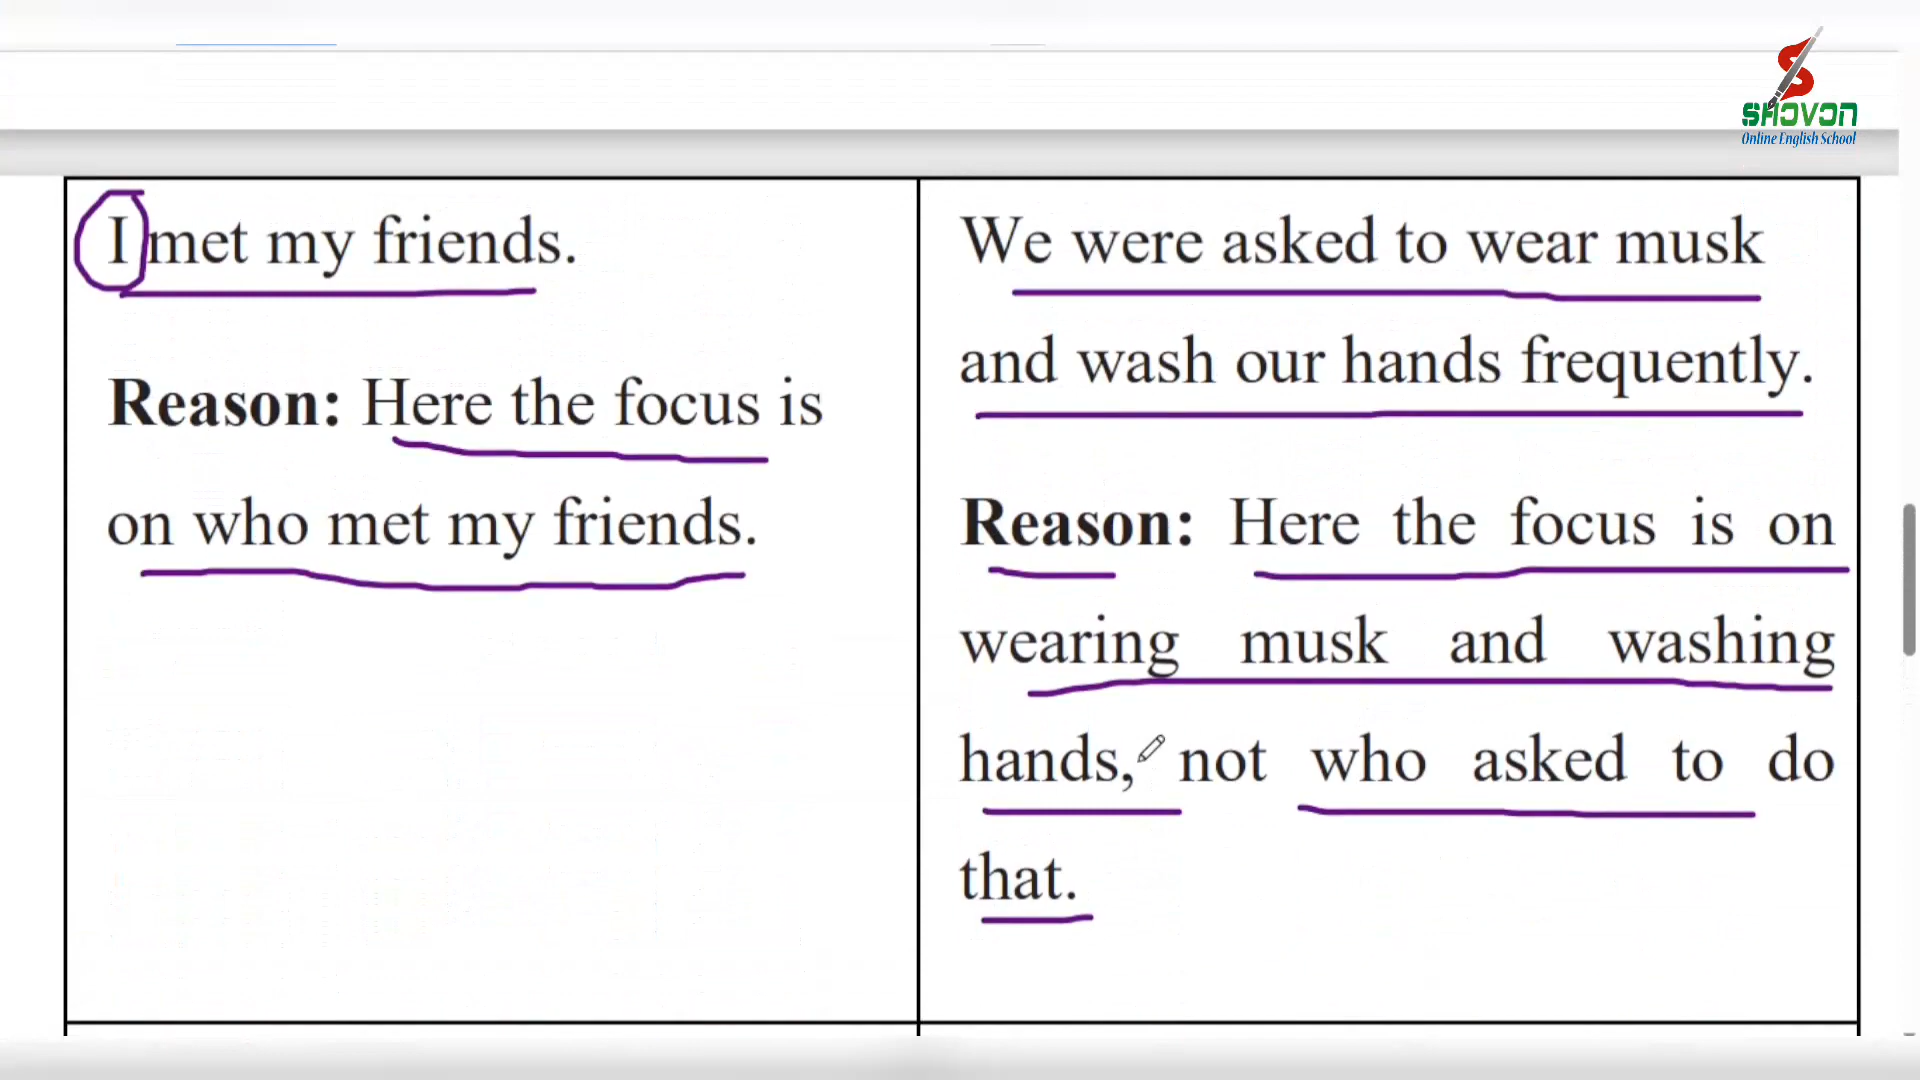 SHOVON
Online English School
I met my friends.
Reason: Here the focus is
on who met my friends.
We were asked to wear musk
and wash our hands frequently.
Reason: Here the focus is on
wearing musk and washing
hands, not who asked to do
that.